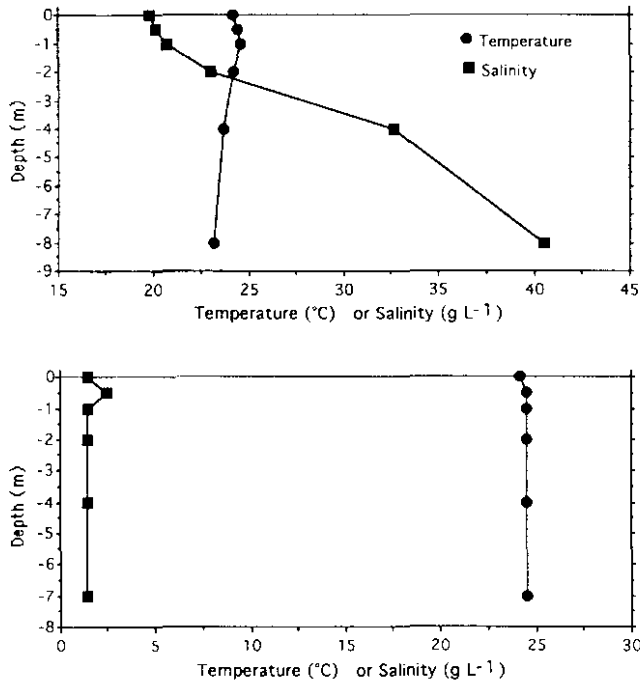 0
-1
-2
-3
-4
-5
-6
-7
-8
-9
Depth (m)
Temperature
Salinity
15 20 25 30 35 40 45
Temperature (°C) or Salinity (g L-1)
0
-1
-2
-3
-4
-5
-6
-7
-8
Depth (m)
0 5 10 15 20 25 30
Temperature (°C) or Salinity (g L-1)